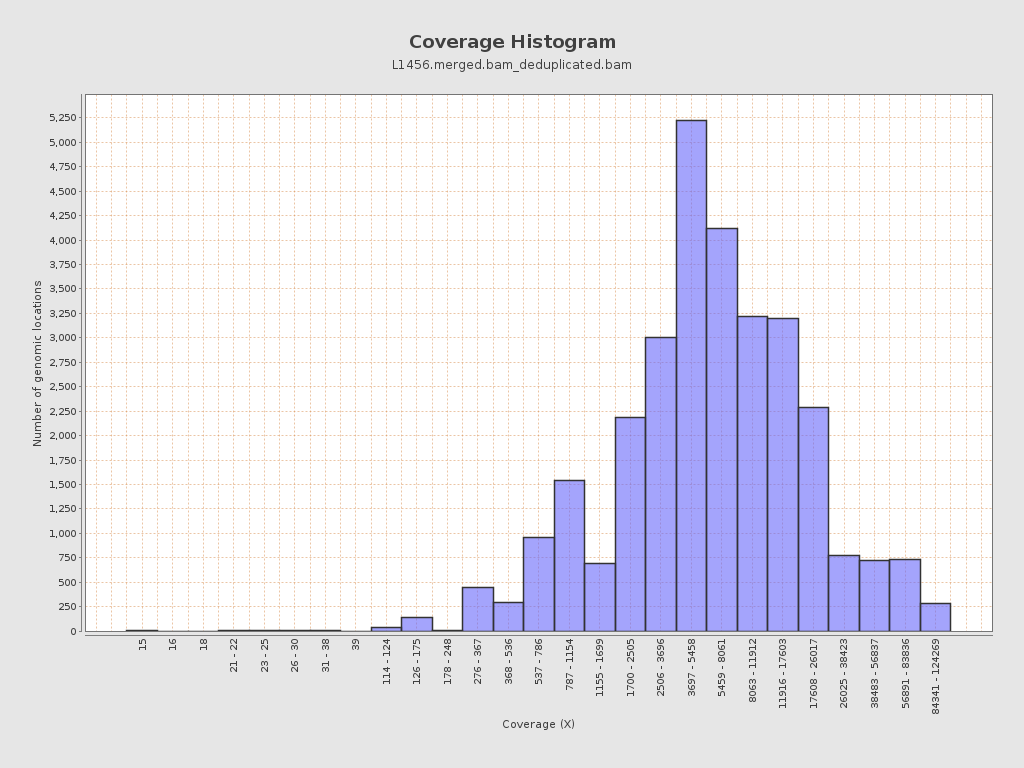 Coverage Histogram
L1456.merged.bam_deduplicated.bam
Number of genomic locations
5,250
5,000
4,750
4,500
4,250
4,000
3,750
3,500
3,250
3,000
2,750
2,500
2,250
2,000
1,750
1,500
1,250
1,000
750
500
250
0
15
16
18
21 - 22
23 - 25
26 - 30
31 - 38
39
114 - 124
126 - 175
178 - 248
276 - 367
368 - 536
537 - 786
787 - 1154
1155 - 1699
1700 - 2505
2506 - 3696
3697 - 5458
5459 - 8061
8063 - 11912
11916 - 17603
17608 - 26017
26025 - 38423
38483 - 56837
56891 - 83836
84341 - 124269
Coverage (X)